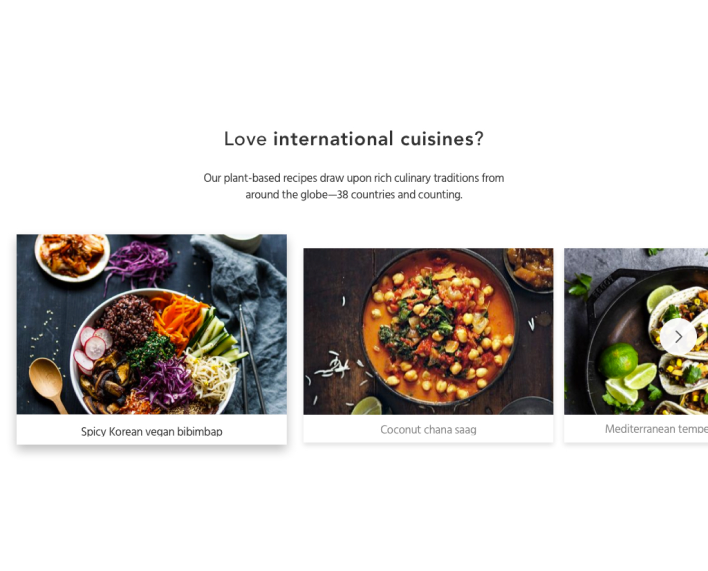 Love international cuisines?
Our plant-based recipes draw upon rich culinary traditions from
around the globe—38 countries and counting.
Spicy Korean vegan bibimbap
Coconut chana saag
Mediterranean tempe